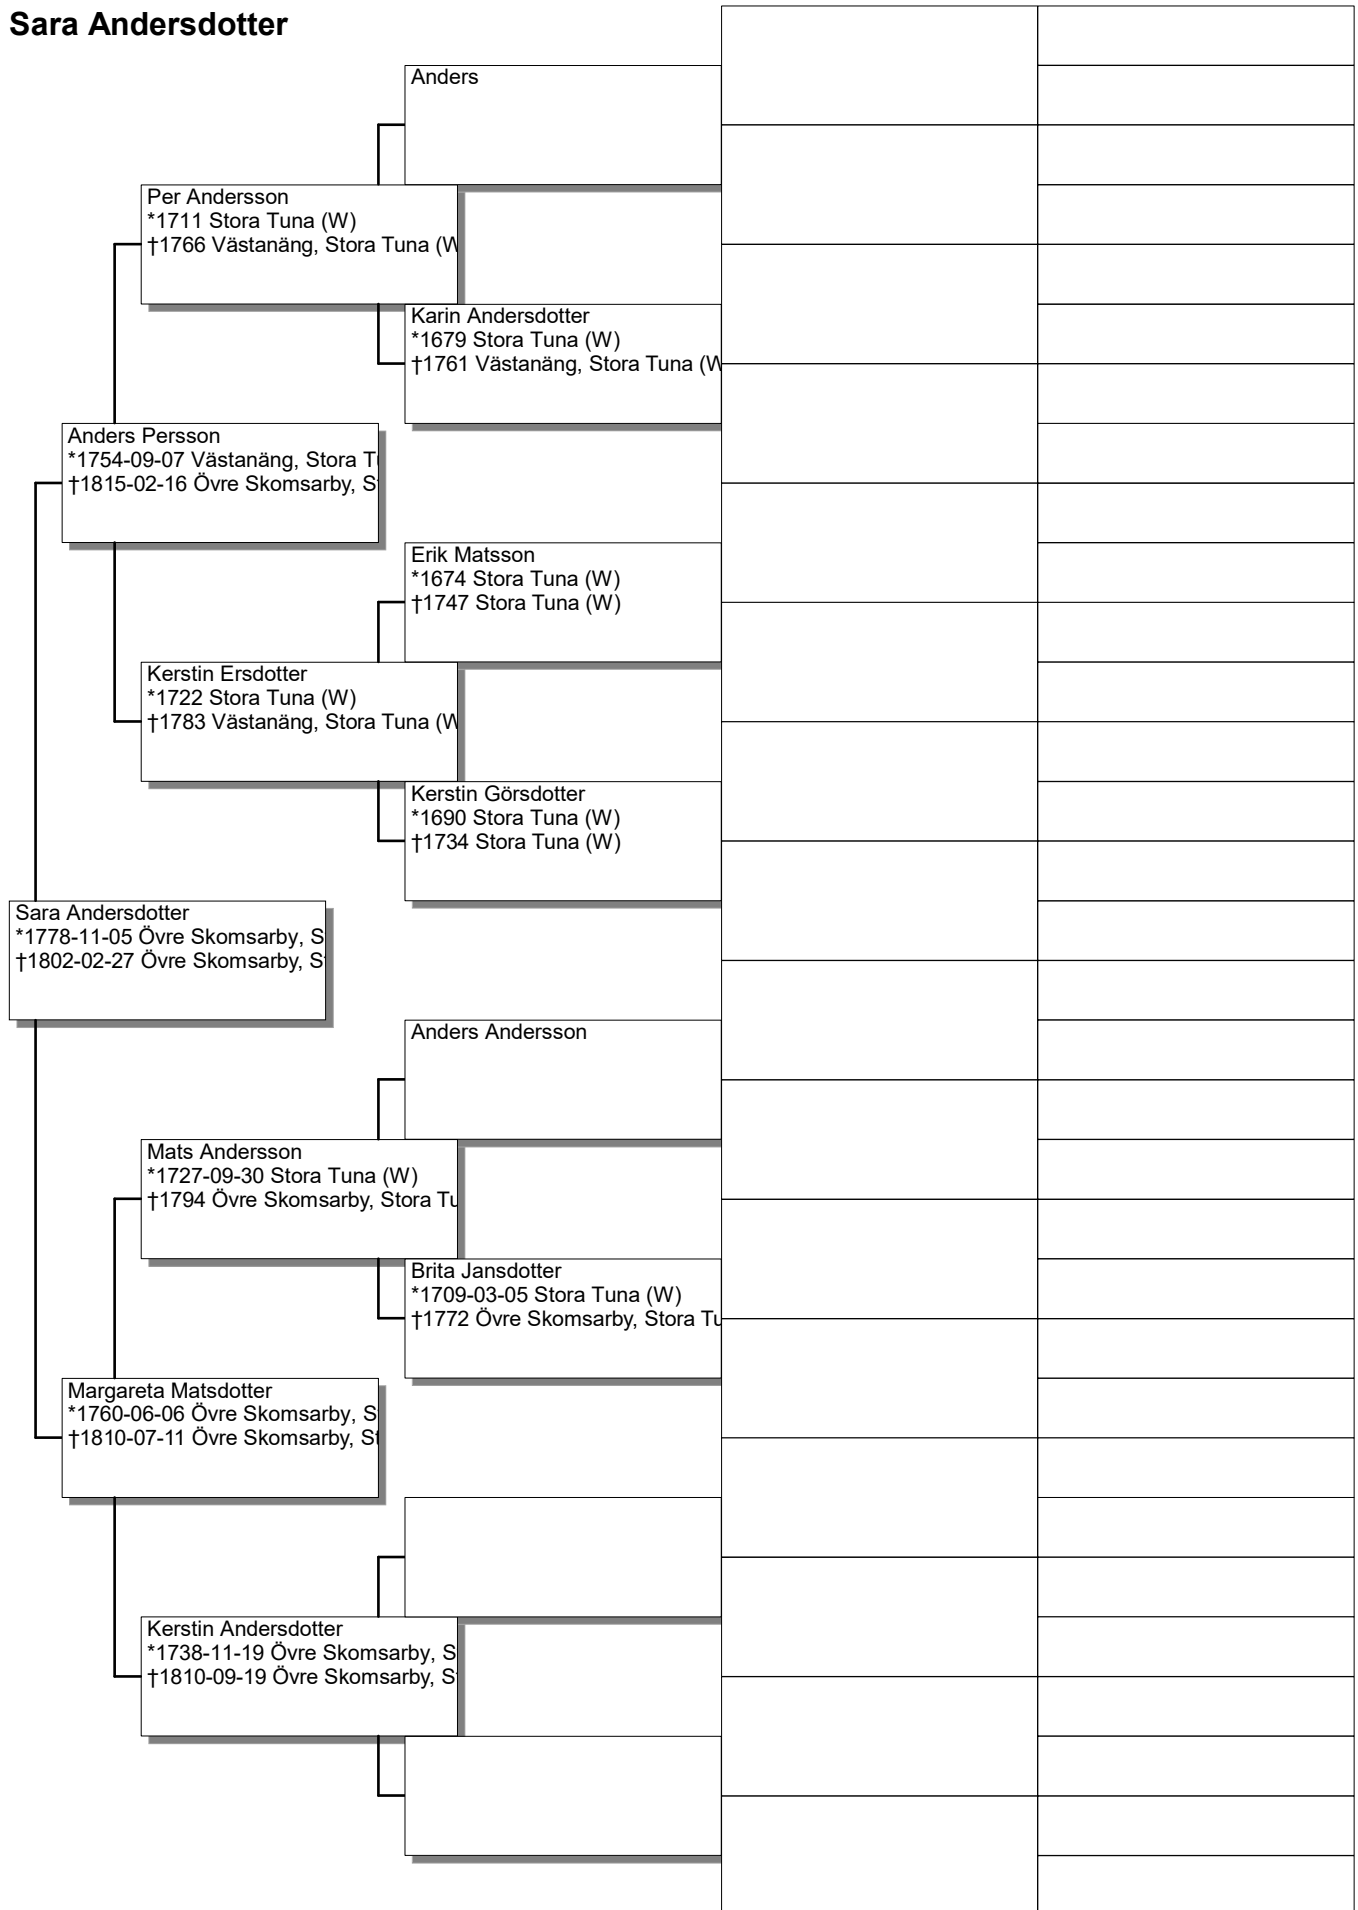 Sara Andersdotter
Anders
Per Andersson
*1711 Stora Tuna (W)
†1766 Västanäng, Stora Tuna (W
Karin Andersdotter
*1679 Stora Tuna (W)
†1761 Västanäng, Stora Tuna (W
Anders Persson
*1754-09-07 Västanäng, Stora T
†1815-02-16 Övre Skomsarby, S
Erik Matsson
*1674 Stora Tuna (W)
†1747 Stora Tuna (W)
Kerstin Ersdotter
*1722 Stora Tuna (W)
†1783 Västanäng, Stora Tuna (W
Kerstin Görsdotter
*1690 Stora Tuna (W)
†1734 Stora Tuna (W)
Sara Andersdotter
*1778-11-05 Övre Skomsarby, S
†1802-02-27 Övre Skomsarby, S
Anders Andersson
Mats Andersson
*1727-09-30 Stora Tuna (W)
†1794 Övre Skomsarby, Stora Tu
Brita Jansdotter
*1709-03-05 Stora Tuna (W)
†1772 Övre Skomsarby, Stora Tu
Margareta Matsdotter
*1760-06-06 Övre Skomsarby, S
†1810-07-11 Övre Skomsarby, St
Kerstin Andersdotter
*1738-11-19 Övre Skomsarby, S
†1810-09-19 Övre Skomsarby, S